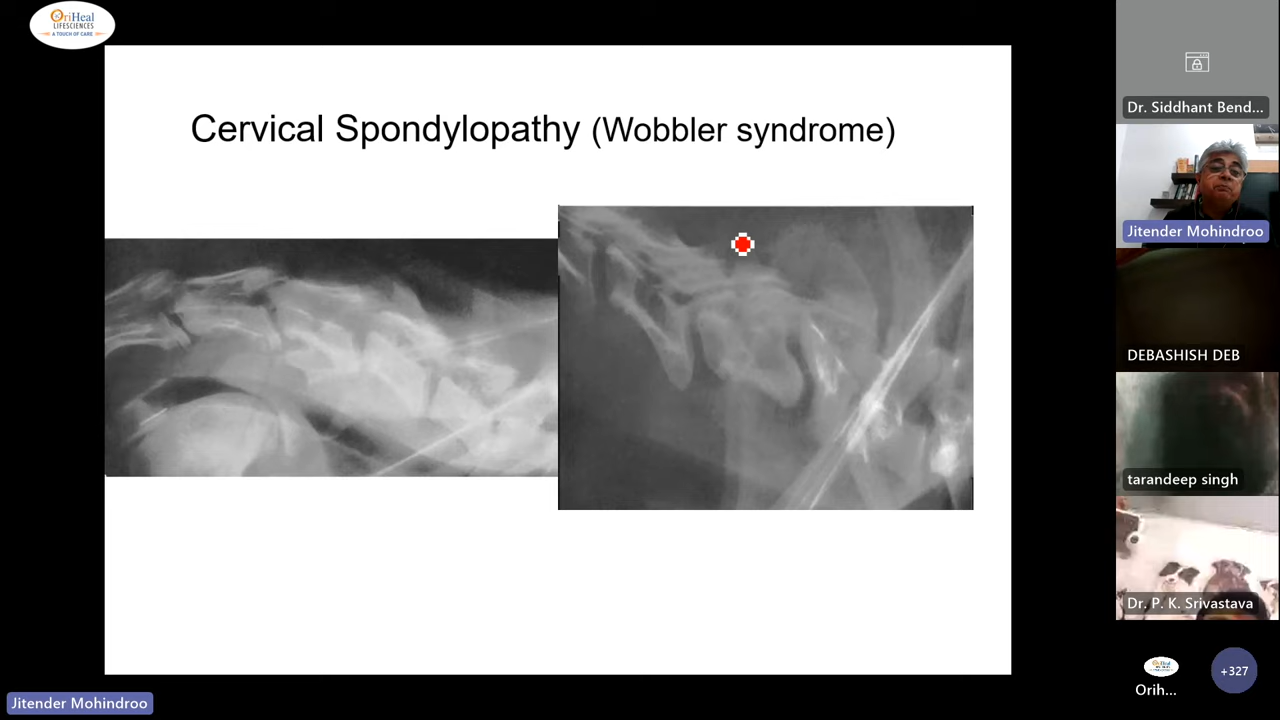 OriHeal
LIFESCIENCES
A TOUCH OF CARE
Cervical Spondylopathy (Wobbler syndrome)
Dr. Siddhant Bend...
Jitender Mohindroo
DEBASHISH DEB
tarandeep singh
Dr. P. K. Srivastava
Orih...
+327
Jitender Mohindroo